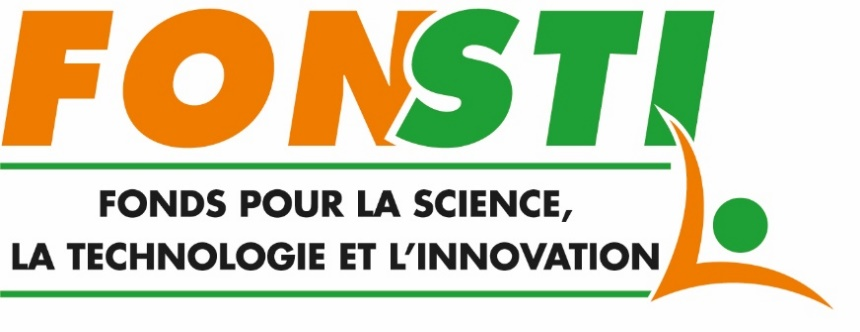 FONSTI
FONDS POUR LA SCIENCE,
LA TECHNOLOGIE ET L'INNOVATION